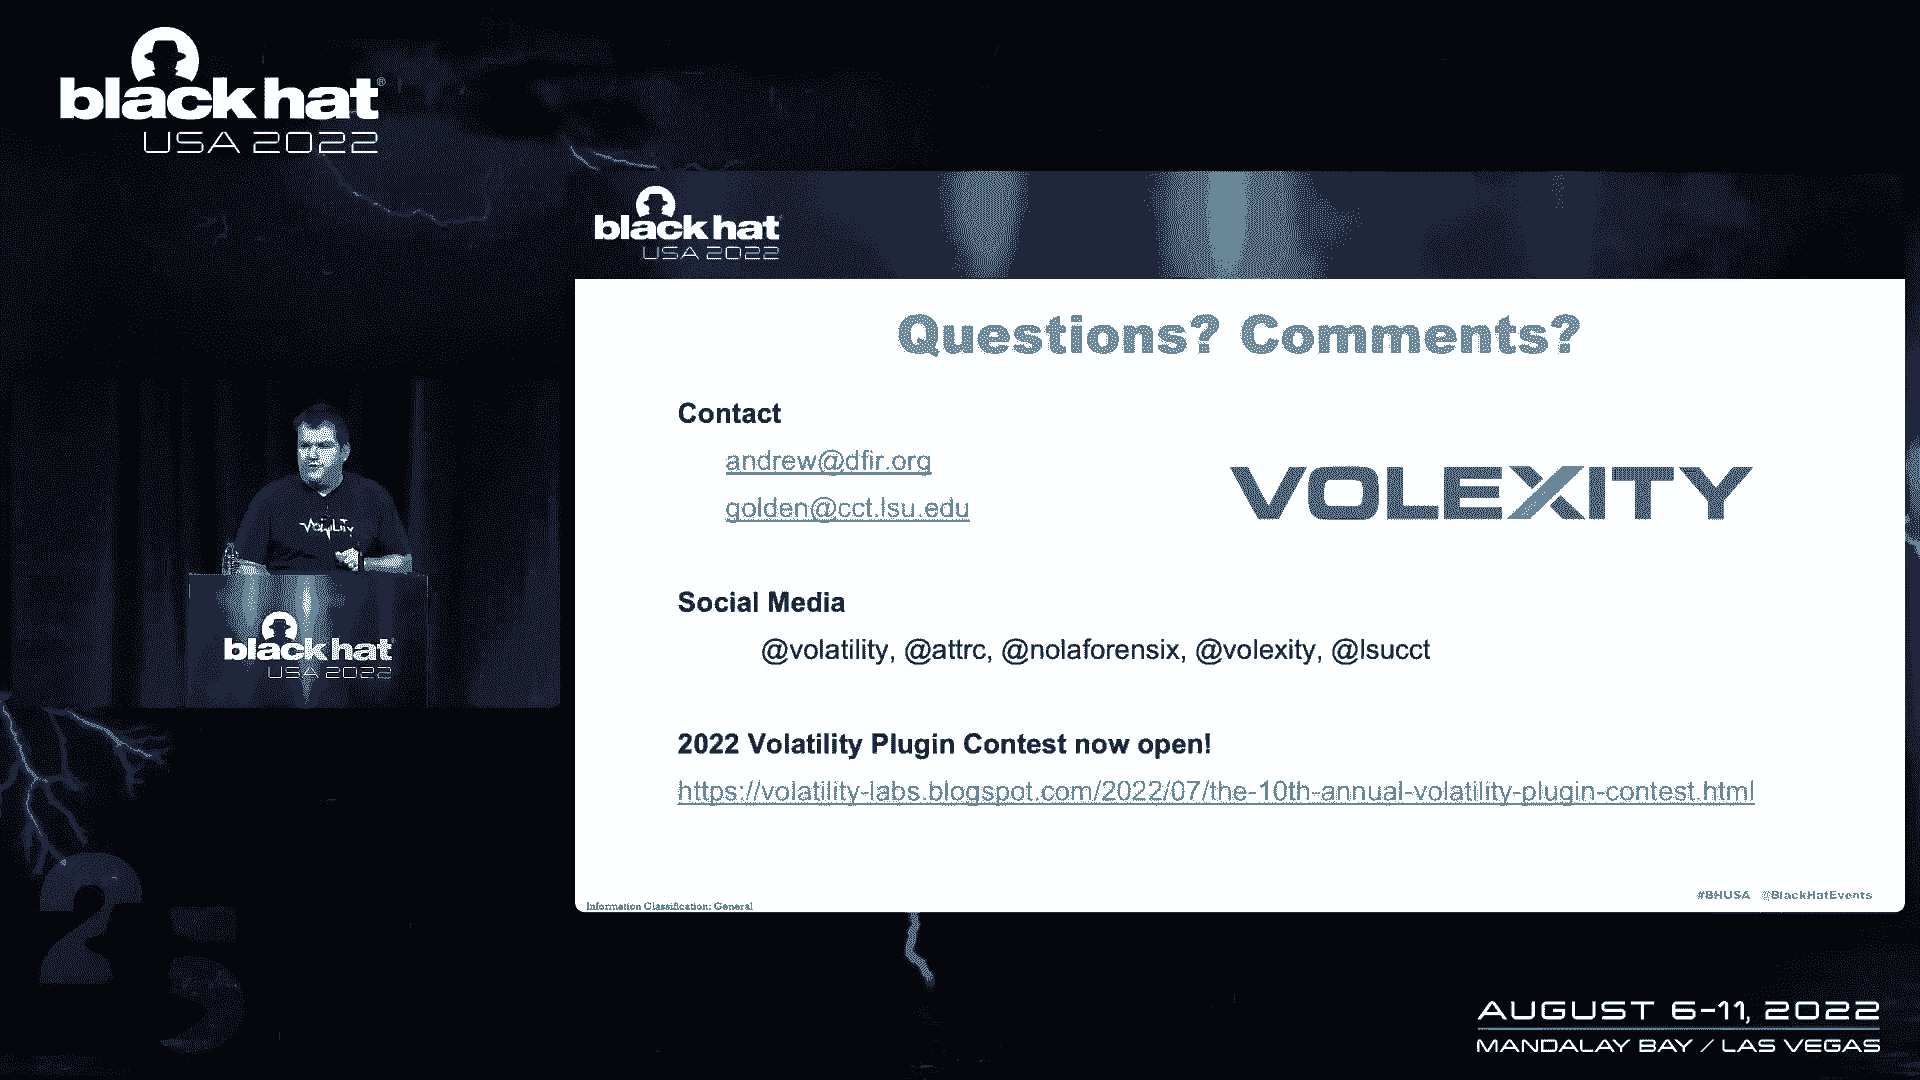 black hat®
USA 2022
black hat
USA 2022
Questions? Comments?
Contact
andrew@dfir.org
golden@cct.lsu.edu
VOLEXITY
Social Media
@volatility, @attrc, @nolaforensix, @volexity, @lsucct
2022 Volatility Plugin Contest now open!
https://volatility-labs.blogspot.com/2022/07/the-10th-annual-volatility-plugin-contest.html
Information Classification: General
#BHUSA @BlackHatEvents
VOLATILITY
black hat
USA 2022
25
AUGUST 6-11, 2022
MANDALAY BAY / LAS VEGAS